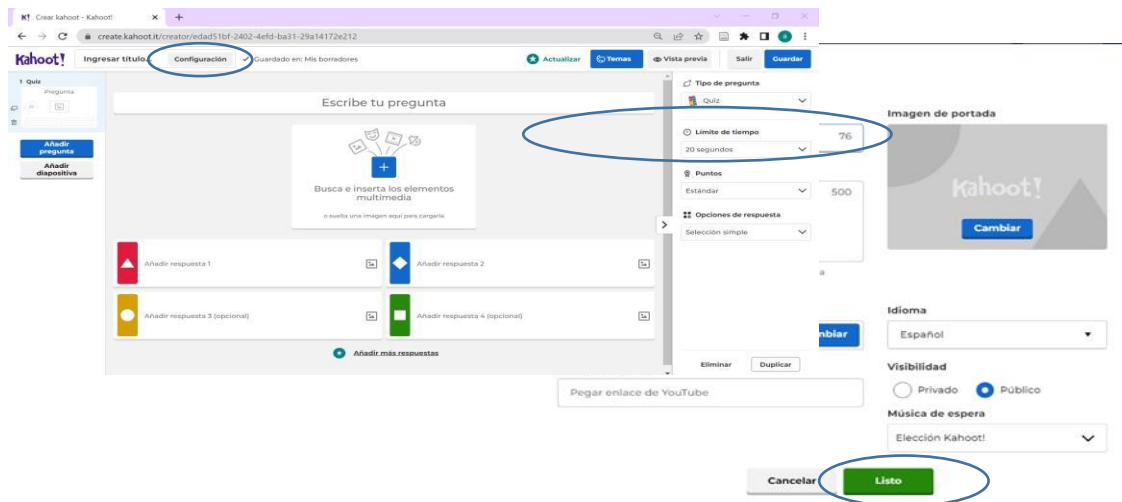 K! Crear kahoot - Kahoot! × +
create.kahoot.it/creator/edad51bf-2402-4efd-ba31-29a14172e212
Kahoot! Ingresar título... Configuración Guardado en: Mis borradores Actualizar Temas Vista previa Salir Guardar
1 Quiz
Pregunta
Añadir pregunta
Añadir diapositiva
Escribe tu pregunta
Busca e inserta los elementos
multimedia
o suelta una imagen aquí para cargarla
Añadir respuesta 1
Añadir respuesta 2
Añadir respuesta 3 (opcional)
Añadir respuesta 4 (opcional)
Añadir más respuestas
Tipo de pregunta
Quiz
Límite de tiempo
20 segundos
Puntos
Estándar
Opciones de respuesta
Selección simple
Eliminar Duplicar
76
500
a
nbiar
Pegar enlace de YouTube
Imagen de portada
Kahoot!
Cambiar
Idioma
Español
Visibilidad
Privado Público
Música de espera
Elección Kahoot!
Cancelar Listo